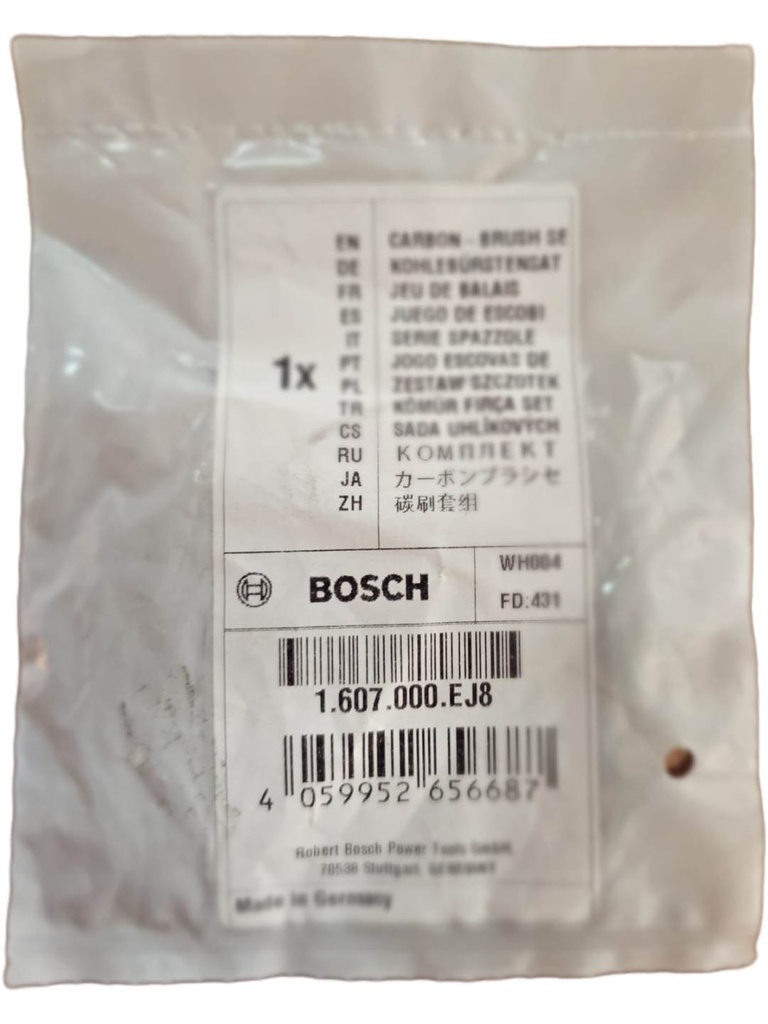 1x
EN CARBON - BRUSH SE
DE KOHLEBÜRSTENSAT
FR JEU DE BALAIS
ES JUEGO DE ESCOBI
IT SERIE SPAZZOLE
PT JOGO ESCOVAS DE
PL ZESTAW SZCZOTEK
TR KÖMÜR FIRÇA SET
CS SADA UHLÍKOVÝCH
RU КОМПЛЕКТ
JA カーボンブラシセ
ZH 碳刷套组
BOSCH
WH004
FD:431
1.607.000.EJ8
4 059952 656687
Robert Bosch Power Tools GmbH,
70538 Stuttgart, GERMANY
Made in Germany